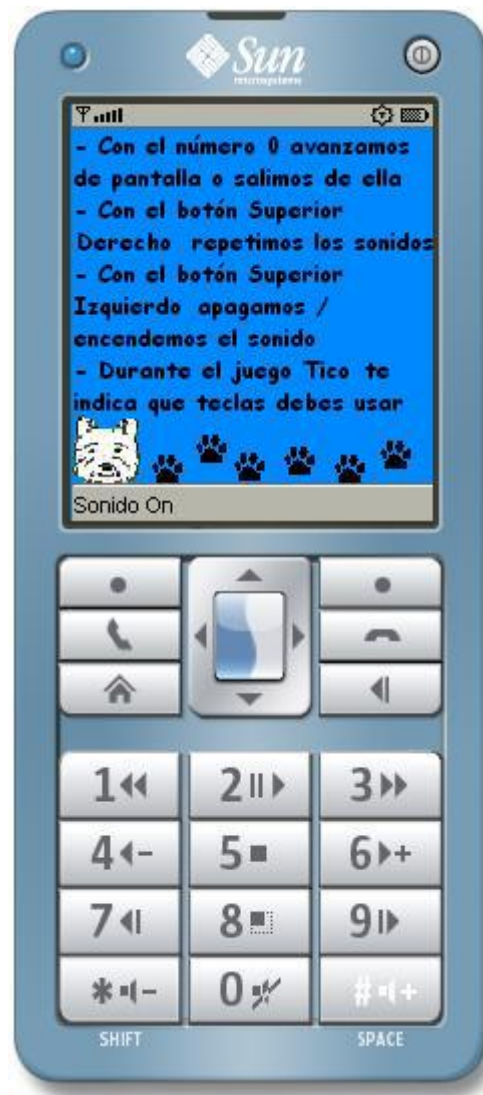 Sun
microsystems
- Con el número 0 avanzamos
de pantalla o salimos de ella
- Con el botón Superior
Derecho repetimos los sonidos
- Con el botón Superior
Izquierdo apagamos /
encendemos el sonido
- Durante el juego Tico te
indica que teclas debes usar
Sonido On
1 2 3
4 - 5 6 +
7 8 9
* - 0 # +
SHIFT SPACE